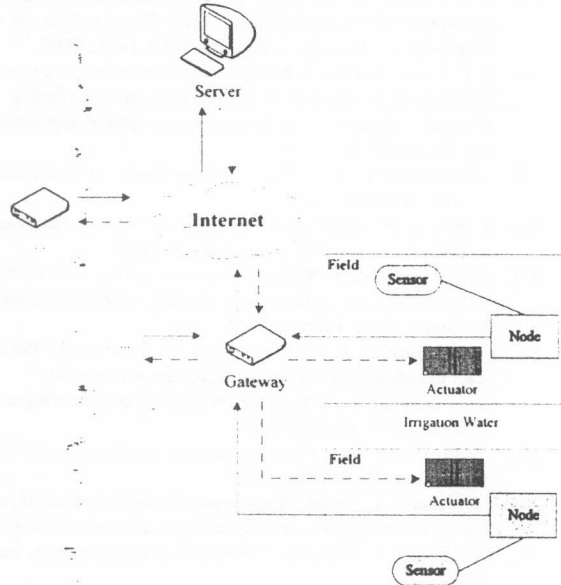 Server
Internet
Field
Sensor
Node
Gateway
Actuator
Irrigation Water
Field
Actuator
Node
Sensor